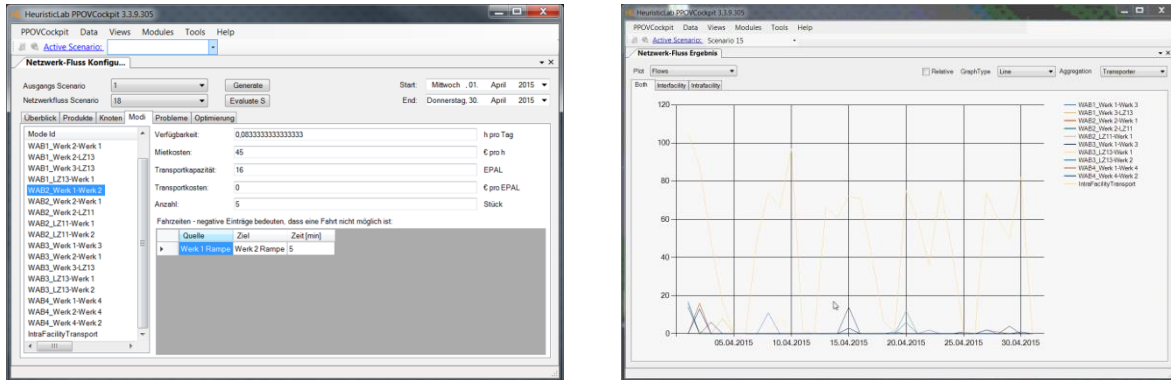 HeuristicLab PPOVCockpit 3.3.9.305
PPOVCockpit Data Views Modules Tools Help
Active Scenario:
Netzwerk-Fluss Konfigu...
Ausgangs Scenario 1 Generate Start: Mittwoch , 01. April 2015
Netzwerkfluss Scenario 18 Evaluate S End: Donnerstag, 30. April 2015
Überblick Produkte Knoten Modi Probleme Optimierung
Mode Id
WAB1_Werk 2-Werk 1
WAB1_Werk 2-LZ13
WAB1_Werk 3-LZ13
WAB1_LZ13-Werk 1
WAB2_Werk 1-Werk 2
WAB2_Werk 2-Werk 1
WAB2_Werk 2-LZ11
WAB2_LZ11-Werk 1
WAB2_LZ11-Werk 2
WAB3_Werk 1-Werk 3
WAB3_Werk 2-Werk 1
WAB3_Werk 3-LZ13
WAB3_LZ13-Werk 1
WAB3_LZ13-Werk 2
WAB4_Werk 1-Werk 4
WAB4_Werk 2-Werk 4
WAB4_Werk 4-Werk 2
IntraFacilityTransport
Verfügbarkeit: 0,0833333333333333 h pro Tag
Mietkosten: 45 € pro h
Transportkapazität: 16 EPAL
Transportkosten: 0 € pro EPAL
Anzahl: 5 Stück
Fahrzeiten - negative Einträge bedeuten, dass eine Fahrt nicht möglich ist:
Quelle Ziel Zeit [min]
Werk 1 Rampe Werk 2 Rampe 5
HeuristicLab PPOVCockpit 3.3.9.305
PPOVCockpit Data Views Modules Tools Help
Active Scenario: Scenario 15
Netzwerk-Fluss Ergebnis
Plot Flows Relative GraphType Line Aggregation Transporter
Both Interfacility Intrafacility
120
100
80
60
40
20
0
05.04.2015 10.04.2015 15.04.2015 20.04.2015 25.04.2015 30.04.2015
WAB1_Werk 1-Werk 3
WAB1_Werk 3-LZ13
WAB2_Werk 2-Werk 1
WAB2_Werk 2-LZ11
WAB2_LZ11-Werk 1
WAB3_Werk 1-Werk 3
WAB3_LZ13-Werk 1
WAB3_LZ13-Werk 2
WAB4_Werk 1-Werk 4
WAB4_Werk 4-Werk 2
IntraFacilityTransport